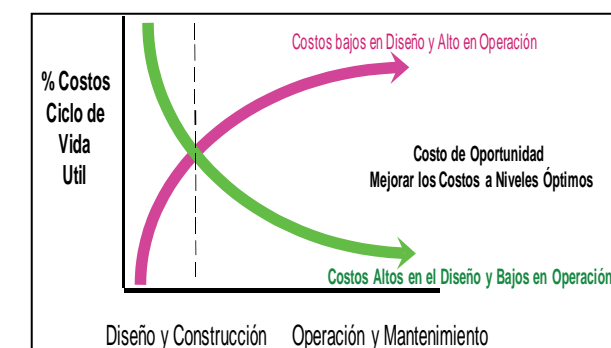 Costos bajos en Diseño y Alto en Operación
% Costos
Ciclo de
Vida
Util
Costo de Oportunidad
Mejorar los Costos a Niveles Óptimos
Costos Altos en el Diseño y Bajos en Operación
Diseño y Construcción Operación y Mantenimiento